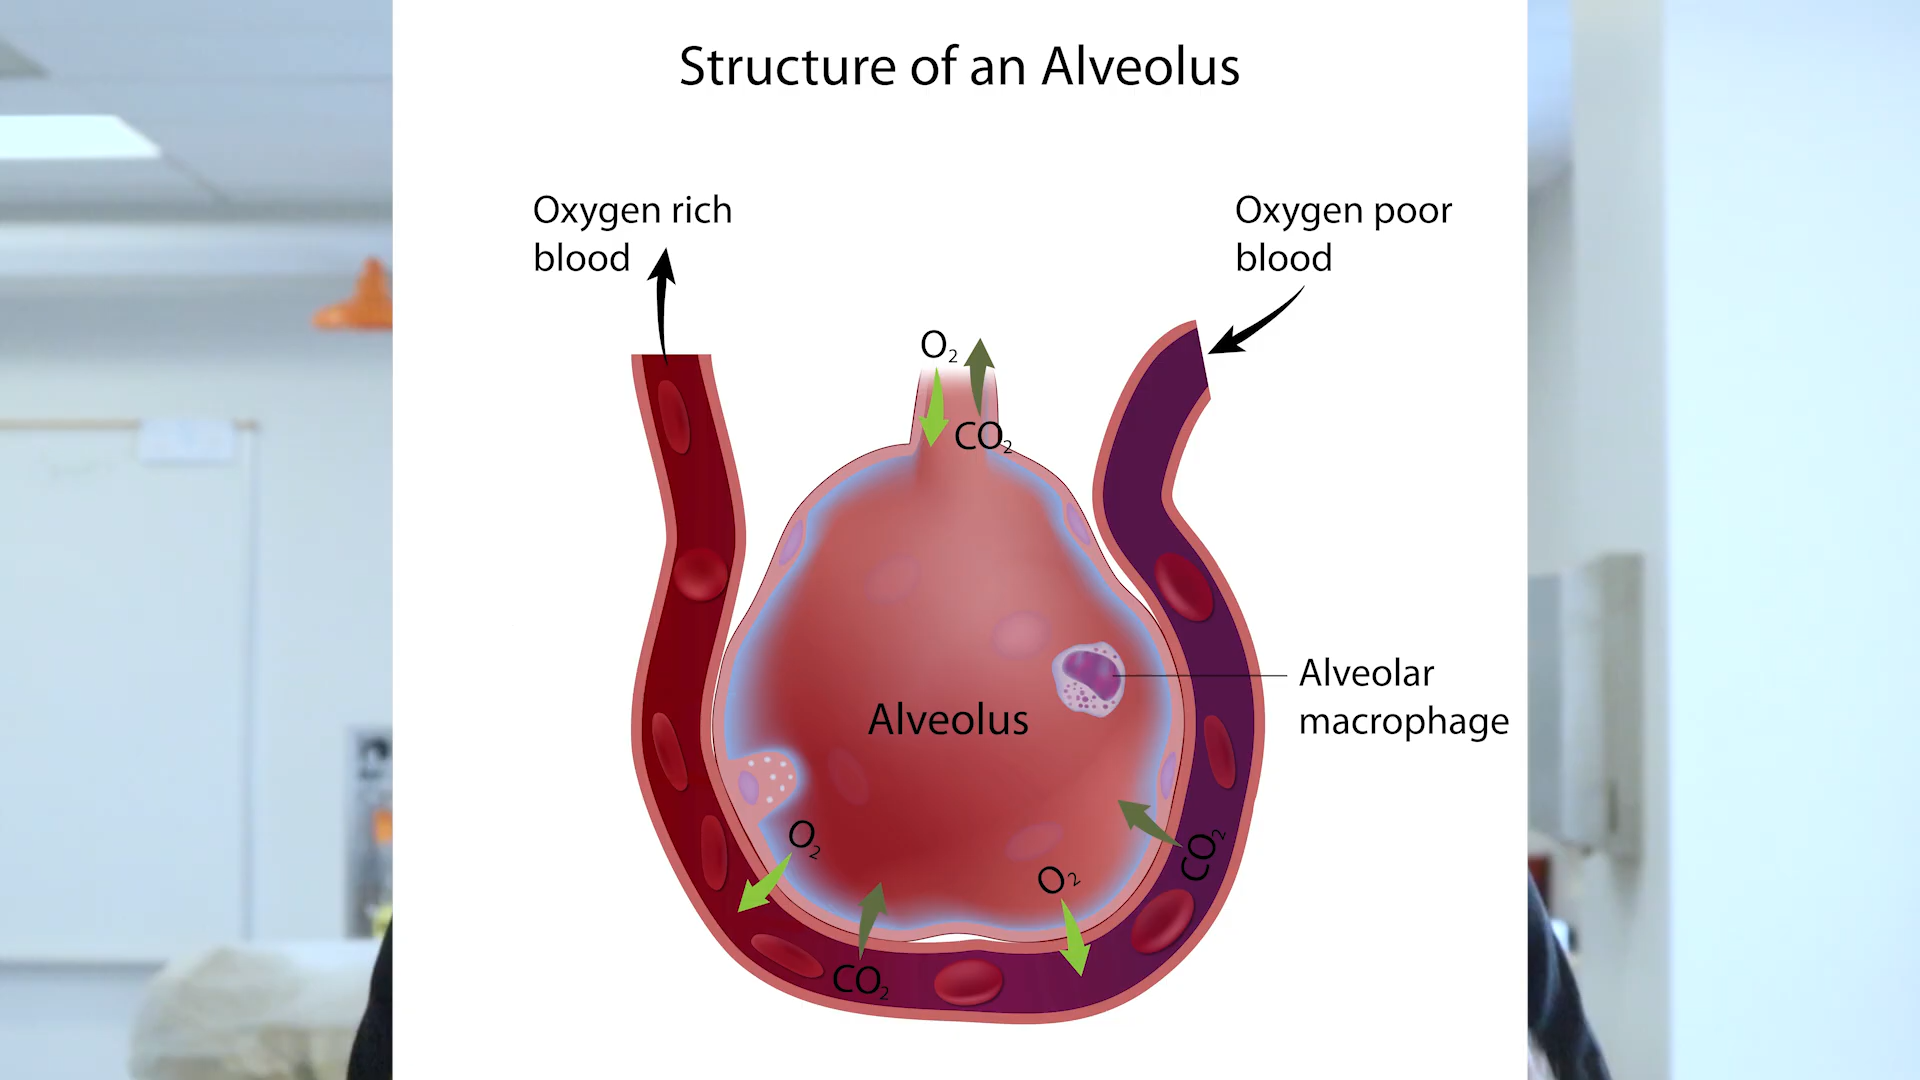 Structure of an Alveolus
Oxygen rich
blood
Oxygen poor
blood
O₂
CO₂
Alveolar
macrophage
Alveolus
O₂
CO₂
O₂
CO₂